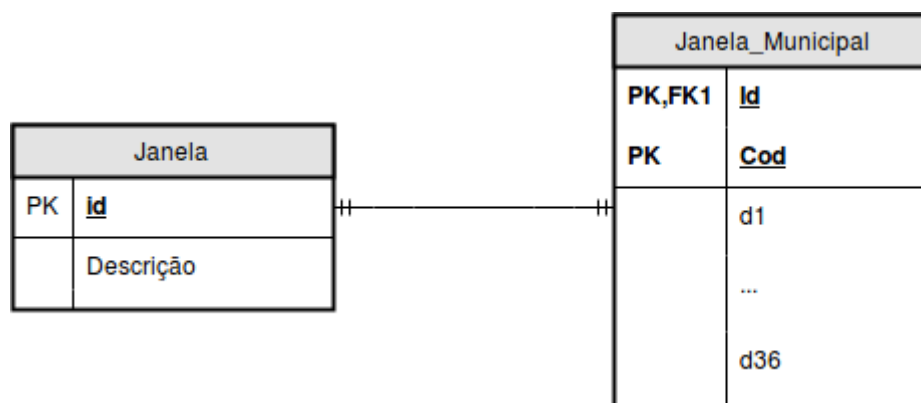 Janela
PK id
Descrição
Janela_Municipal
PK,FK1 Id
PK Cod
d1
...
d36